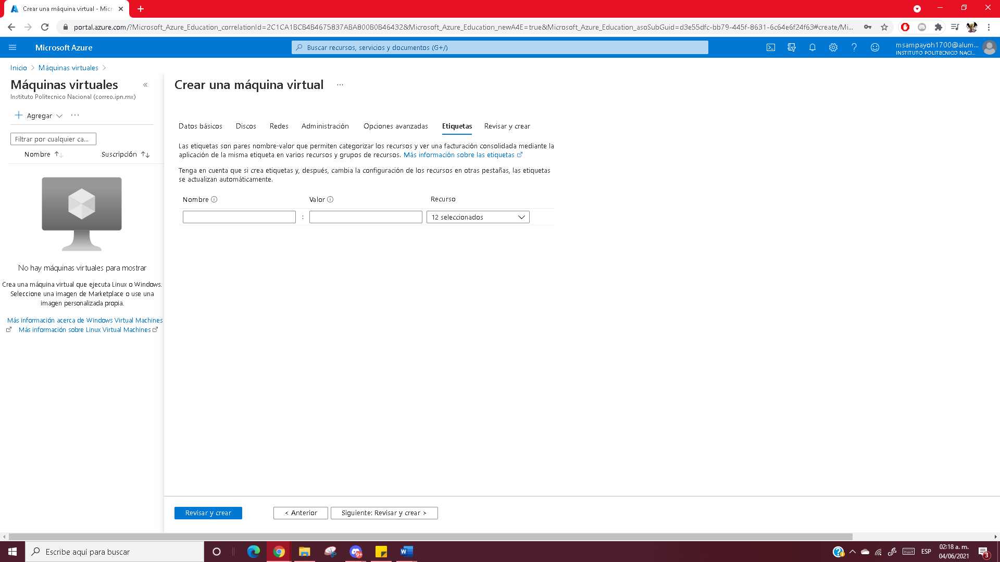 Crear una máquina virtual - Micr
portal.azure.com/?Microsoft_Azure_Education_correlationId=2C1CA1BCB4B4675837ABA800B0B46432&Microsoft_Azure_Education_newA4E=true&Microsoft_Azure_Education_asoSubGuid=d3e55dfc-bb79-445f-8631-6c64e6f24f63#create/Mi...
Microsoft Azure
Buscar recursos, servicios y documentos (G+/)
msampayoh1700@alum...
INSTITUTO POLITECNICO NACI...
Inicio > Máquinas virtuales >
Máquinas virtuales
Instituto Politecnico Nacional (correo.ipn.mx)
Agregar
Filtrar por cualquier ca...
Nombre
Suscripción
No hay máquinas virtuales para mostrar
Crea una máquina virtual que ejecuta Linux o Windows.
Seleccione una imagen de Marketplace o use una
imagen personalizada propia.
Más información acerca de Windows Virtual Machines
Más información sobre Linux Virtual Machines
Crear una máquina virtual ...
Datos básicos Discos Redes Administración Opciones avanzadas Etiquetas Revisar y crear
Las etiquetas son pares nombre-valor que permiten categorizar los recursos y ver una facturación consolidada mediante la
aplicación de la misma etiqueta en varios recursos y grupos de recursos. Más información sobre las etiquetas
Tenga en cuenta que si crea etiquetas y, después, cambia la configuración de los recursos en otras pestañas, las etiquetas
se actualizan automáticamente.
Nombre Valor Recurso
: 12 seleccionados
Revisar y crear
< Anterior
Siguiente: Revisar y crear >
Escribe aquí para buscar
9+
ESP
02:18 a. m.
04/06/2021
3